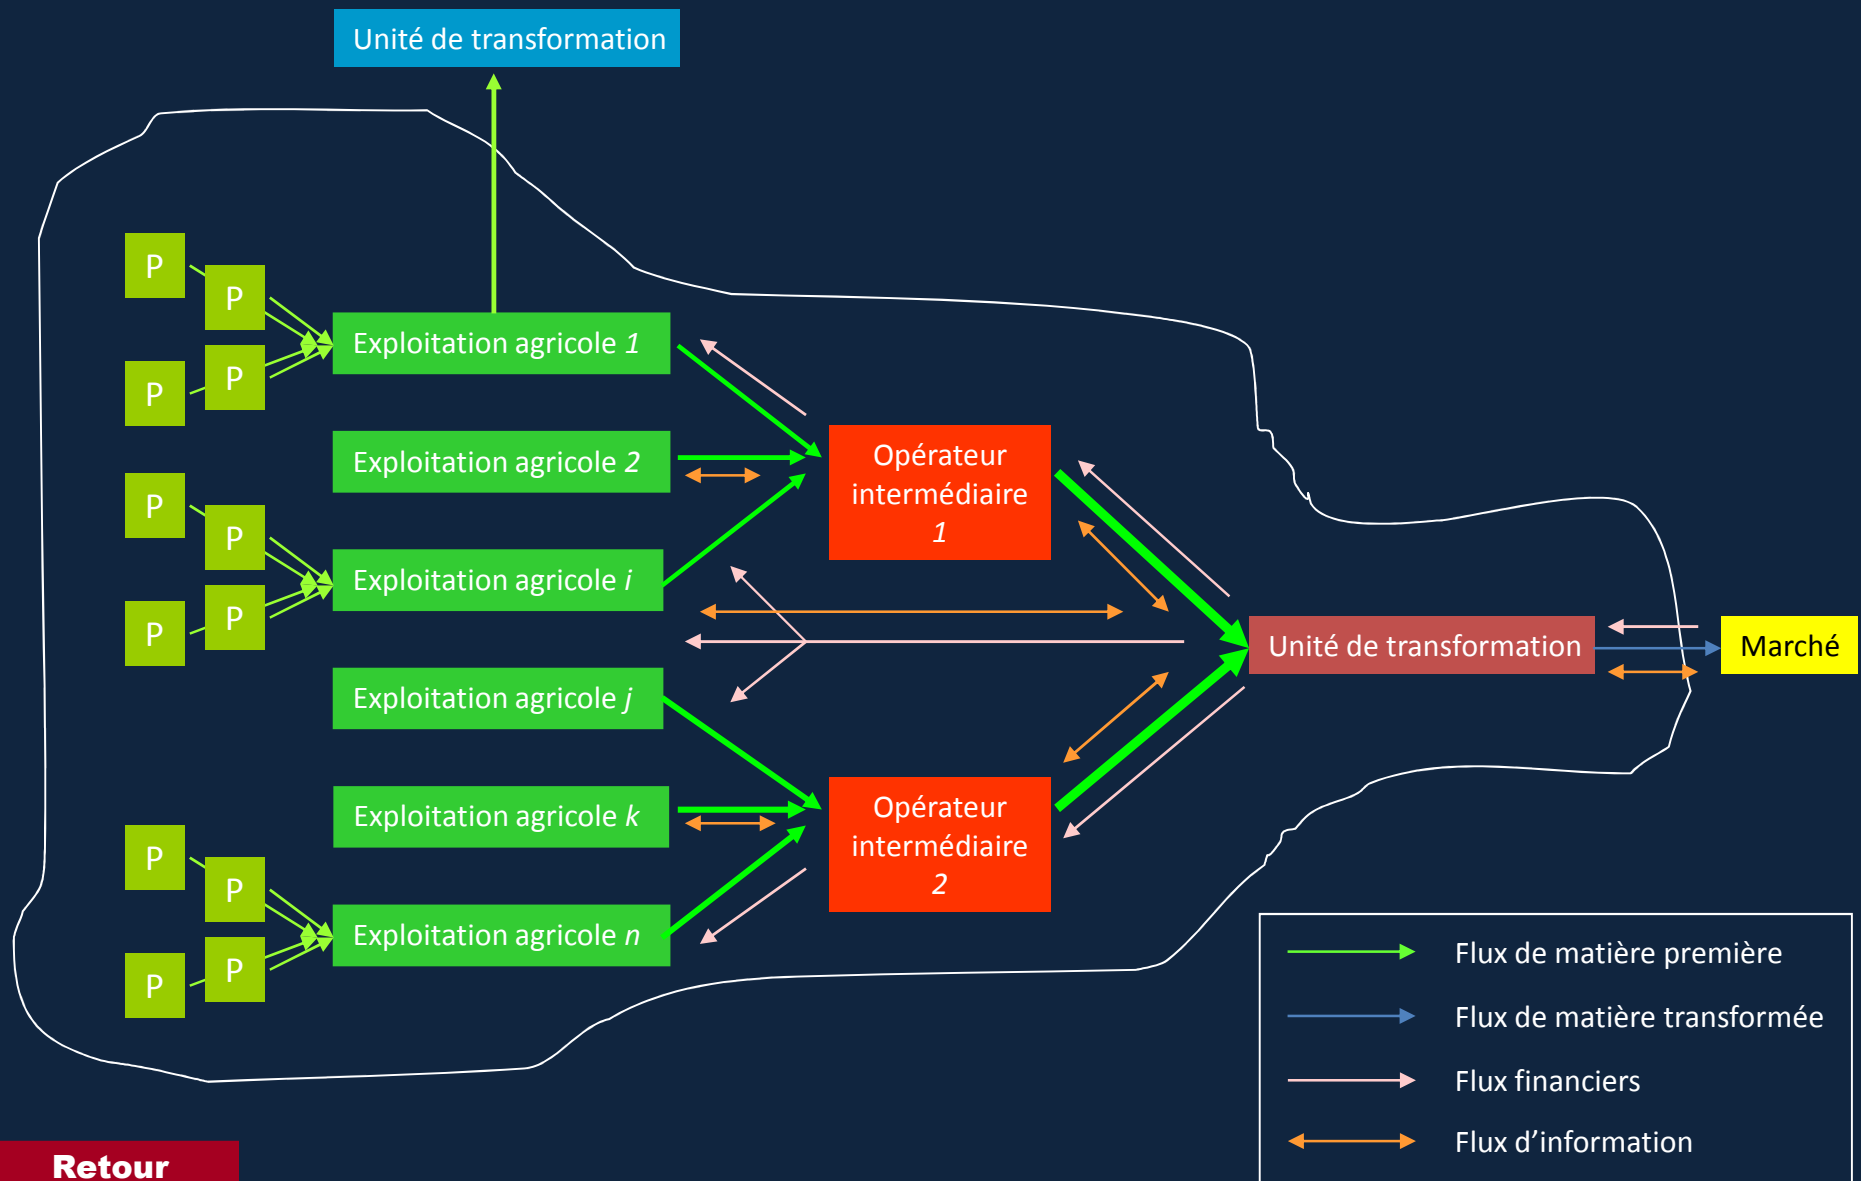 Unité de transformation
P
P
P
P
Exploitation agricole 1
Exploitation agricole 2
P
P
P
P
Exploitation agricole i
Exploitation agricole j
Exploitation agricole k
P
P
P
P
Exploitation agricole n
Opérateur
intermédiaire
1
Opérateur
intermédiaire
2
Unité de transformation
Marché
Flux de matière première
Flux de matière transformée
Flux financiers
Flux d’information
Retour